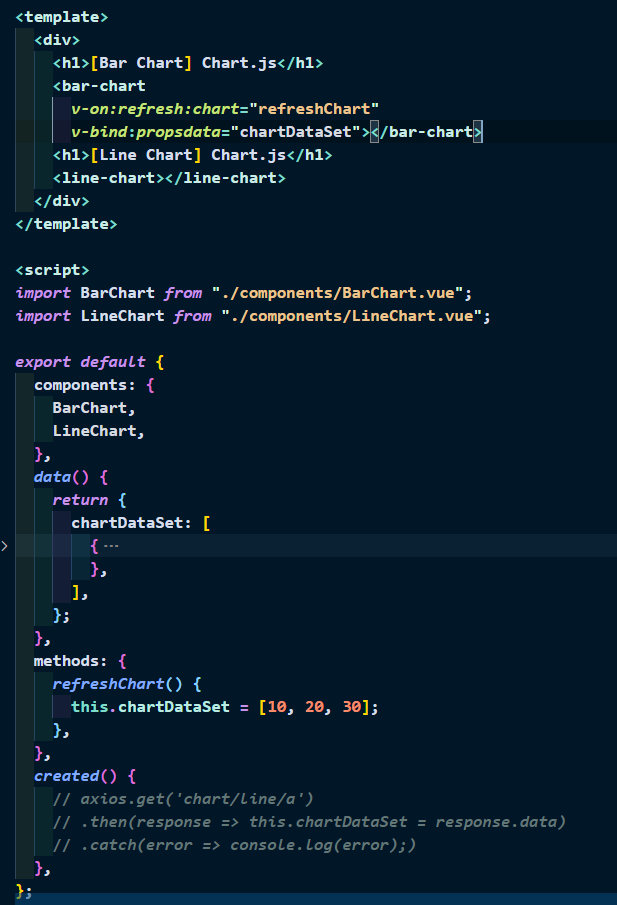 <template>
  <div>
    <h1>[Bar Chart] Chart.js</h1>
    <bar-chart
      v-on:refresh:chart="refreshChart"
      v-bind:propsdata="chartDataSet"></bar-chart>
    <h1>[Line Chart] Chart.js</h1>
    <line-chart></line-chart>
  </div>
</template>

<script>
import BarChart from "./components/BarChart.vue";
import LineChart from "./components/LineChart.vue";

export default {
  components: {
    BarChart,
    LineChart,
  },
  data() {
    return {
      chartDataSet: [
        { ···
        },
      ],
    };
  },
  methods: {
    refreshChart() {
      this.chartDataSet = [10, 20, 30];
    },
  },
  created() {
    // axios.get('chart/line/a')
    // .then(response => this.chartDataSet = response.data)
    // .catch(error => console.log(error);)
  },
};